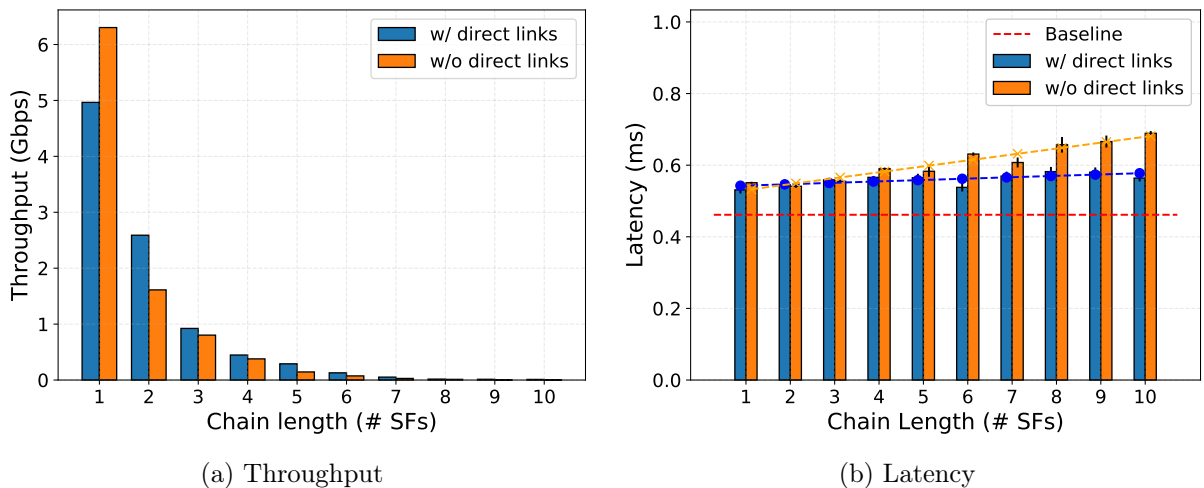 w/ direct links
w/o direct links
Throughput (Gbps)
6
5
4
3
2
1
0
1 2 3 4 5 6 7 8 9 10
Chain length (# SFs)
(a) Throughput
Baseline
w/ direct links
w/o direct links
Latency (ms)
1.0
0.8
0.6
0.4
0.2
0.0
1 2 3 4 5 6 7 8 9 10
Chain Length (# SFs)
(b) Latency